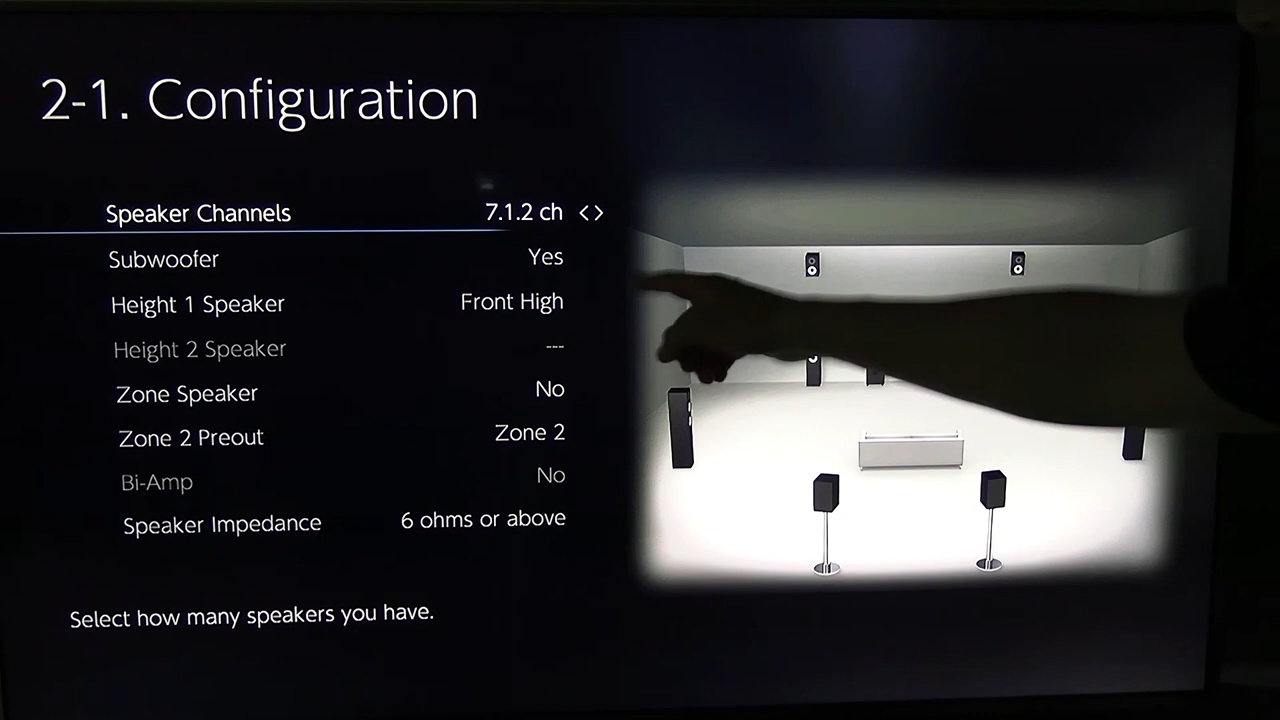 2-1. Configuration
Speaker Channels 7.1.2 ch <>
Subwoofer Yes
Height 1 Speaker Front High
Height 2 Speaker ---
Zone Speaker No
Zone 2 Preout Zone 2
Bi-Amp No
Speaker Impedance 6 ohms or above
Select how many speakers you have.